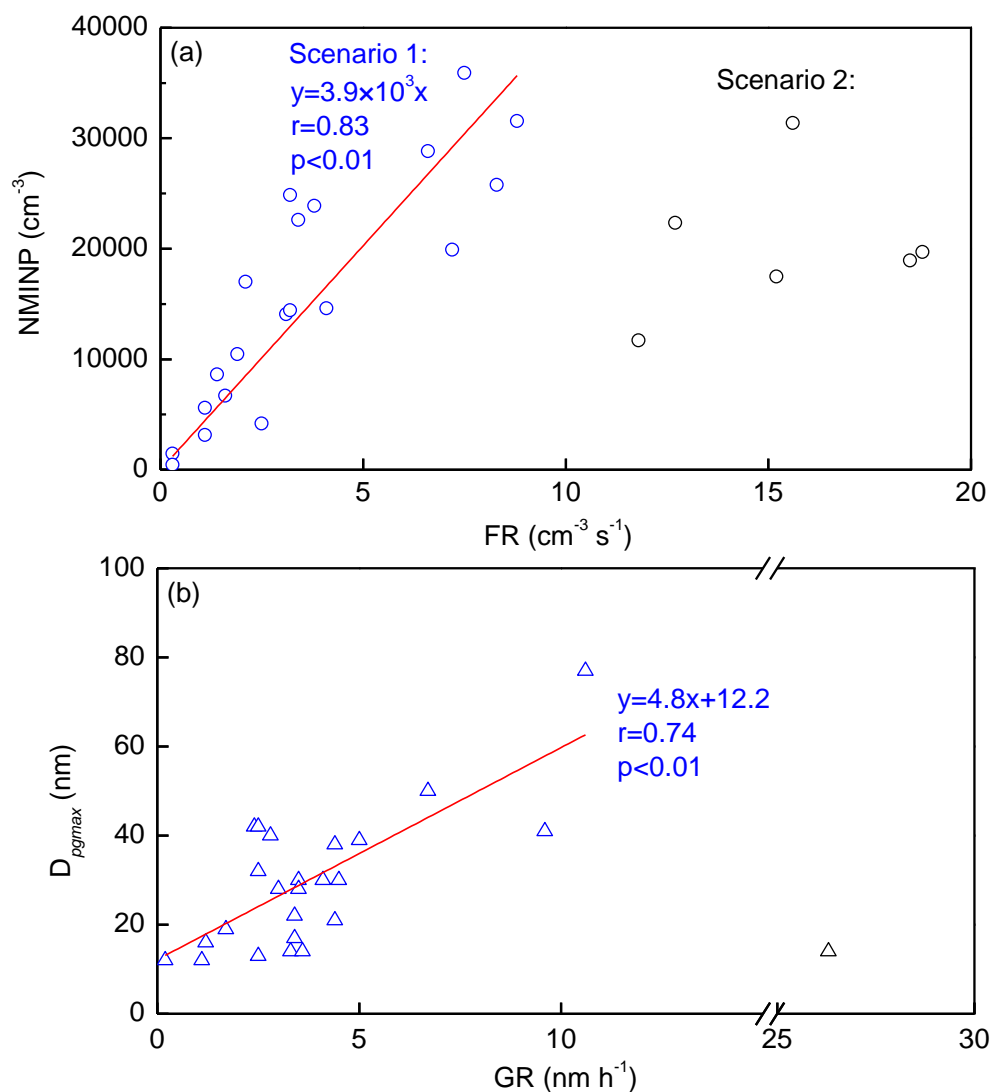 (a)
Scenario 1:
y=3.9×10³x
r=0.83
p<0.01
Scenario 2:
40000
30000
20000
10000
0
NMINP (cm⁻³)
0 5 10 15 20
FR (cm⁻³ s⁻¹)
(b)
y=4.8x+12.2
r=0.74
p<0.01
100
80
60
40
20
0
D_pgmax (nm)
0 5 10 25 30
GR (nm h⁻¹)